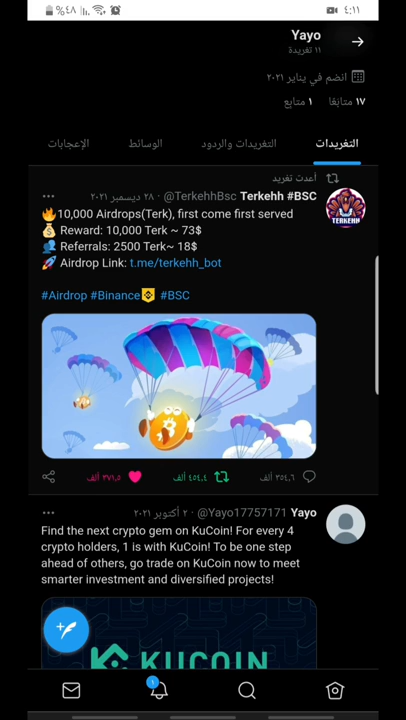 ٤:١١
٪٤٨
Yayo
١١ تغريدة
انضم في يناير ٢٠٢١
١٧ متابَعًا ١ متابِع
التغريدات التغريدات والردود الوسائط الإعجابات
أعدت تغريد
Terkehh #BSC @TerkehhBsc · ٢٨ ديسمبر ٢٠٢١
TERKEHH
🔥10,000 Airdrops(Terk), first come first served
💰 Reward: 10,000 Terk ~ 73$
👥 Referrals: 2500 Terk~ 18$
🚀 Airdrop Link: t.me/terkehh_bot
#Airdrop #Binance #BSC
٣٥٤،٦ ألف ٤٥٤،٤ ألف ٣٧١،٥ ألف
Yayo @Yayo17757171 · ٢ أكتوبر ٢٠٢١
Find the next crypto gem on KuCoin! For every 4
crypto holders, 1 is with KuCoin! To be one step
ahead of others, go trade on KuCoin now to meet
smarter investment and diversified projects!
KUCOIN
١